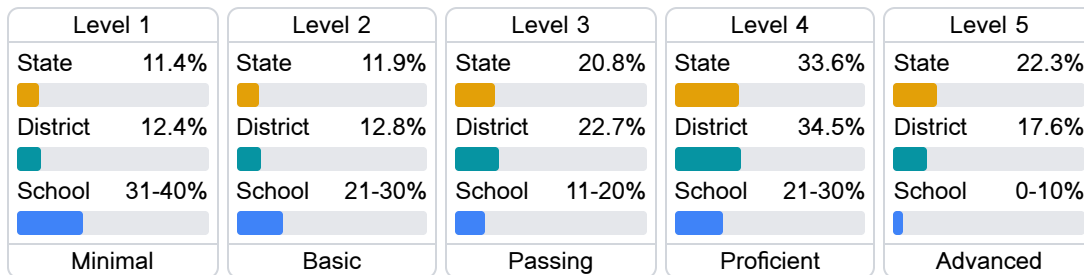 Level 1
State 11.4%
District 12.4%
School 31-40%
Minimal
Level 2
State 11.9%
District 12.8%
School 21-30%
Basic
Level 3
State 20.8%
District 22.7%
School 11-20%
Passing
Level 4
State 33.6%
District 34.5%
School 21-30%
Proficient
Level 5
State 22.3%
District 17.6%
School 0-10%
Advanced